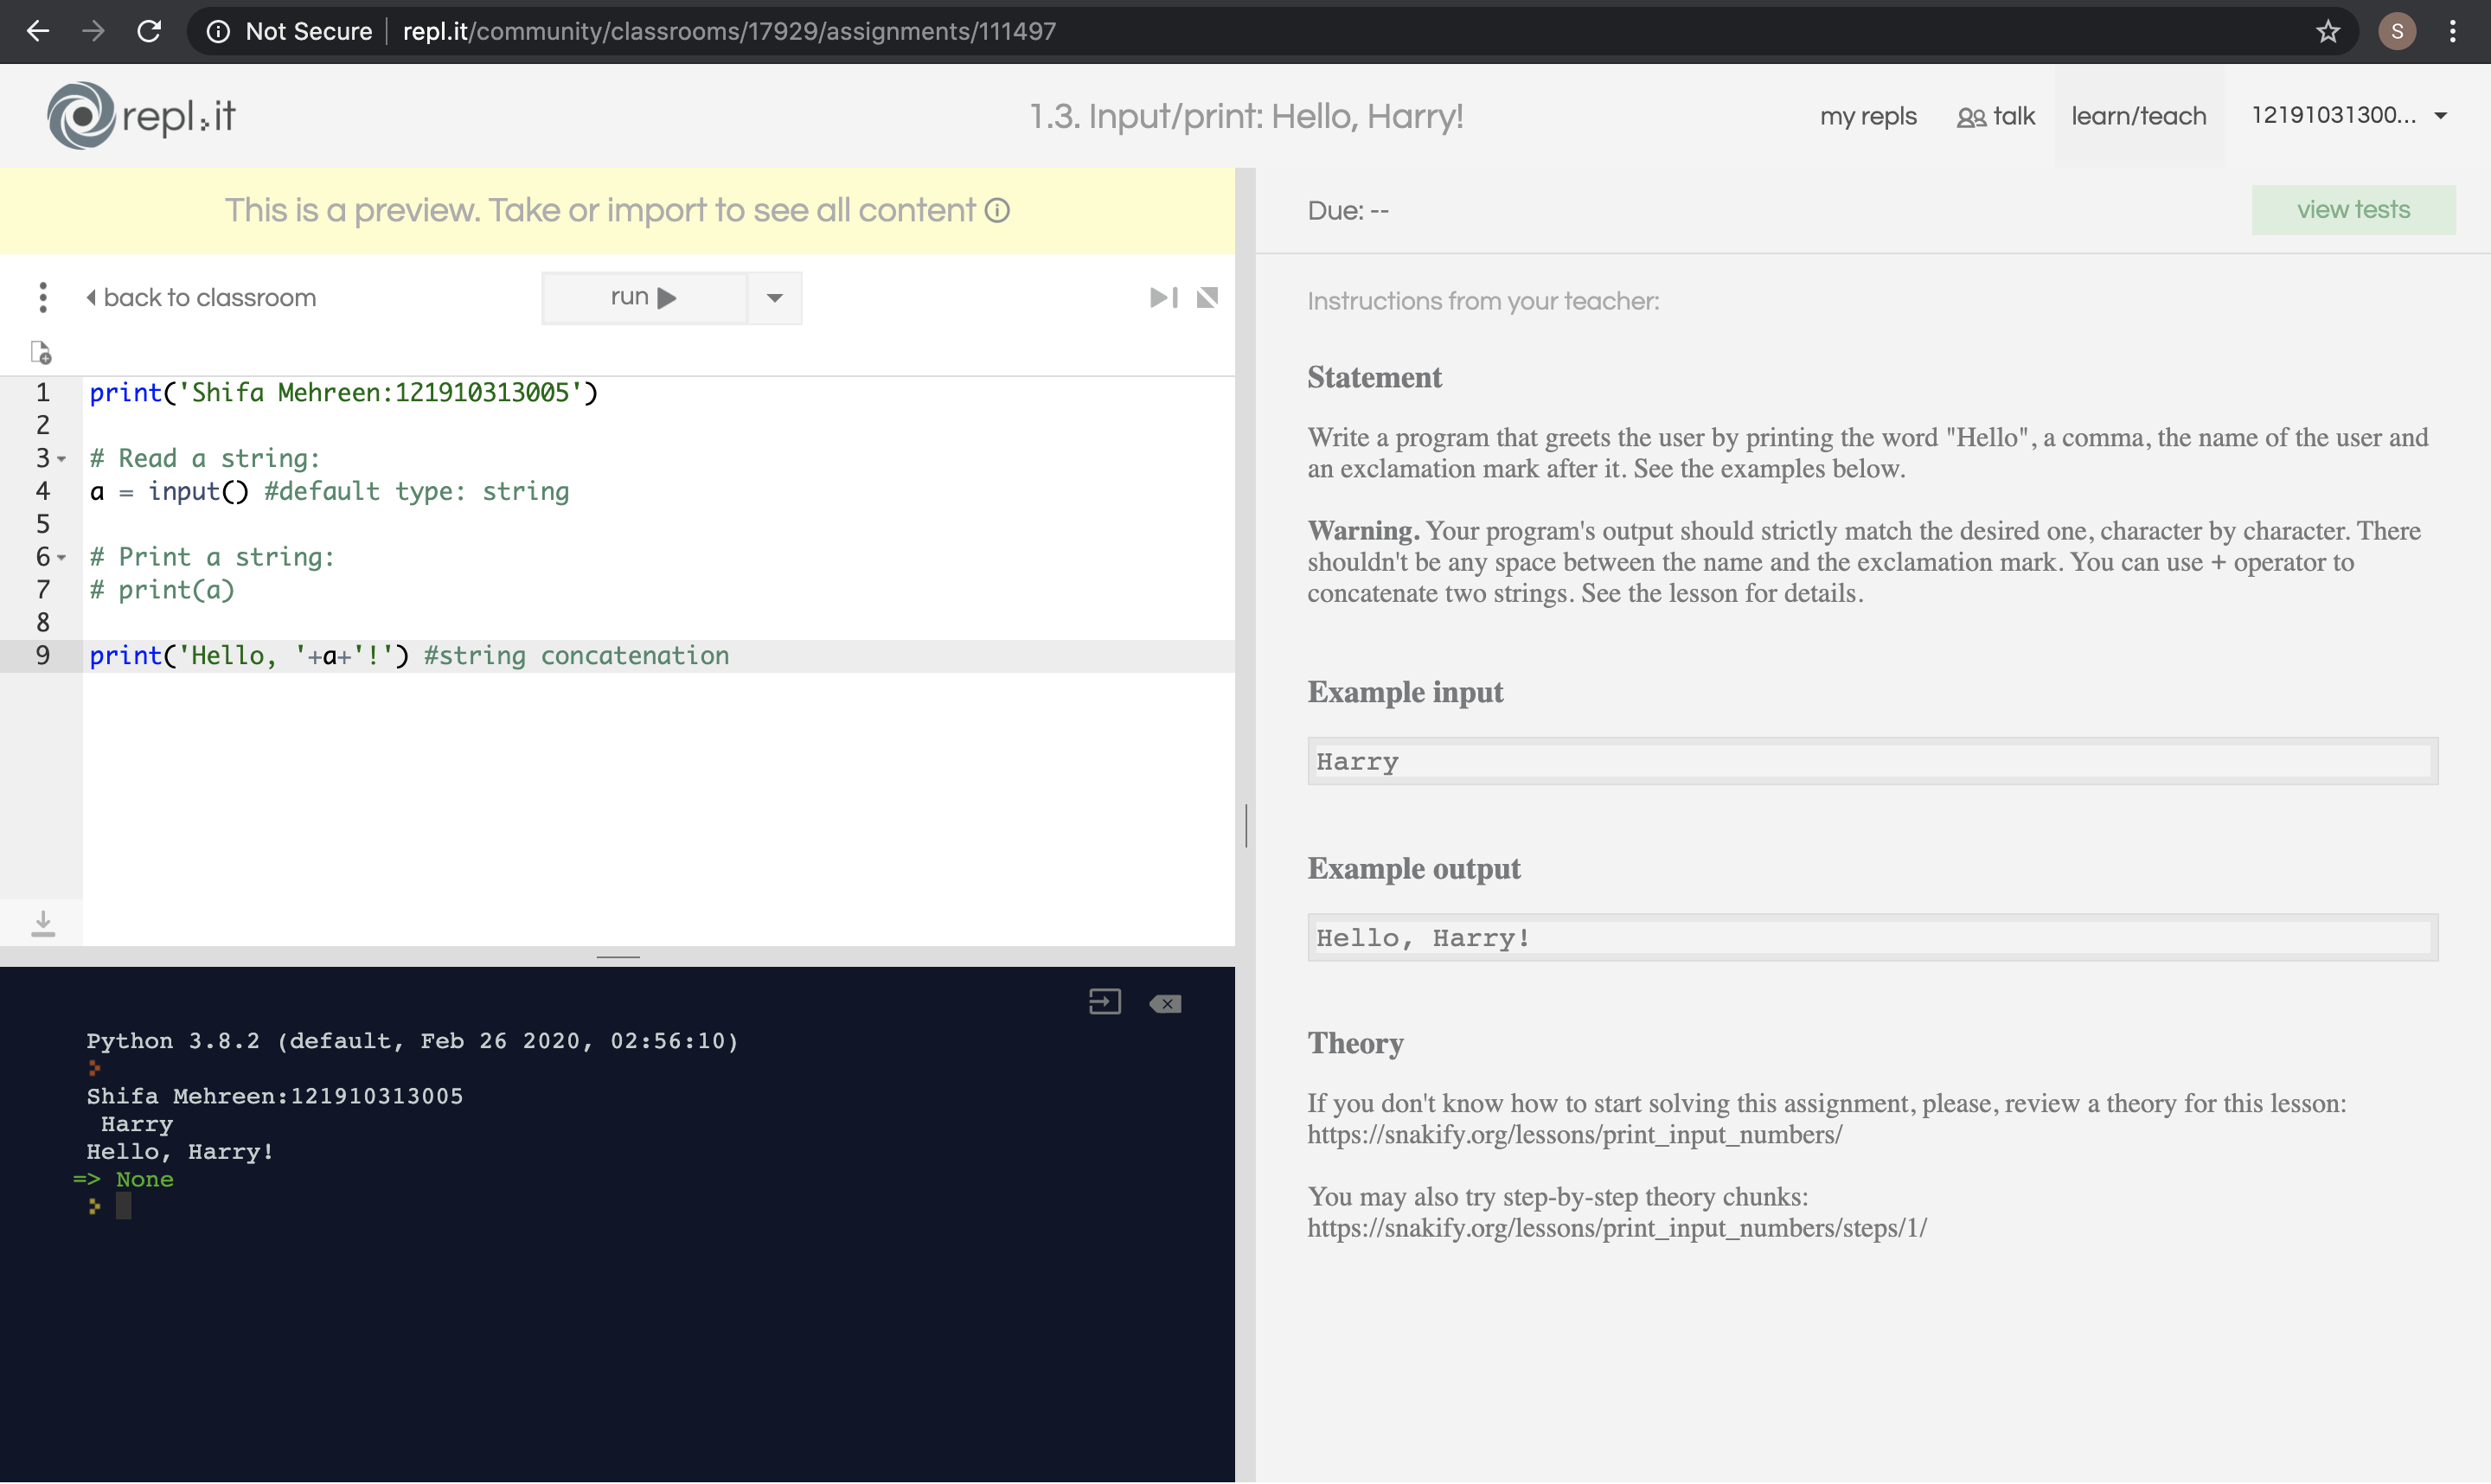 Not Secure | repl.it/community/classrooms/17929/assignments/111497
S
repl.it
1.3. Input/print: Hello, Harry!
my repls talk learn/teach 12191031300...
This is a preview. Take or import to see all content
back to classroom
run
1 print('Shifa Mehreen:121910313005')
2
3 # Read a string:
4 a = input() #default type: string
5
6 # Print a string:
7 # print(a)
8
9 print('Hello, '+a+'!') #string concatenation
Python 3.8.2 (default, Feb 26 2020, 02:56:10)
Shifa Mehreen:121910313005
Harry
Hello, Harry!
=> None
Due: --
view tests
Instructions from your teacher:
Statement
Write a program that greets the user by printing the word "Hello", a comma, the name of the user and
an exclamation mark after it. See the examples below.
Warning. Your program's output should strictly match the desired one, character by character. There
shouldn't be any space between the name and the exclamation mark. You can use + operator to
concatenate two strings. See the lesson for details.
Example input
Harry
Example output
Hello, Harry!
Theory
If you don't know how to start solving this assignment, please, review a theory for this lesson:
https://snakify.org/lessons/print_input_numbers/
You may also try step-by-step theory chunks:
https://snakify.org/lessons/print_input_numbers/steps/1/